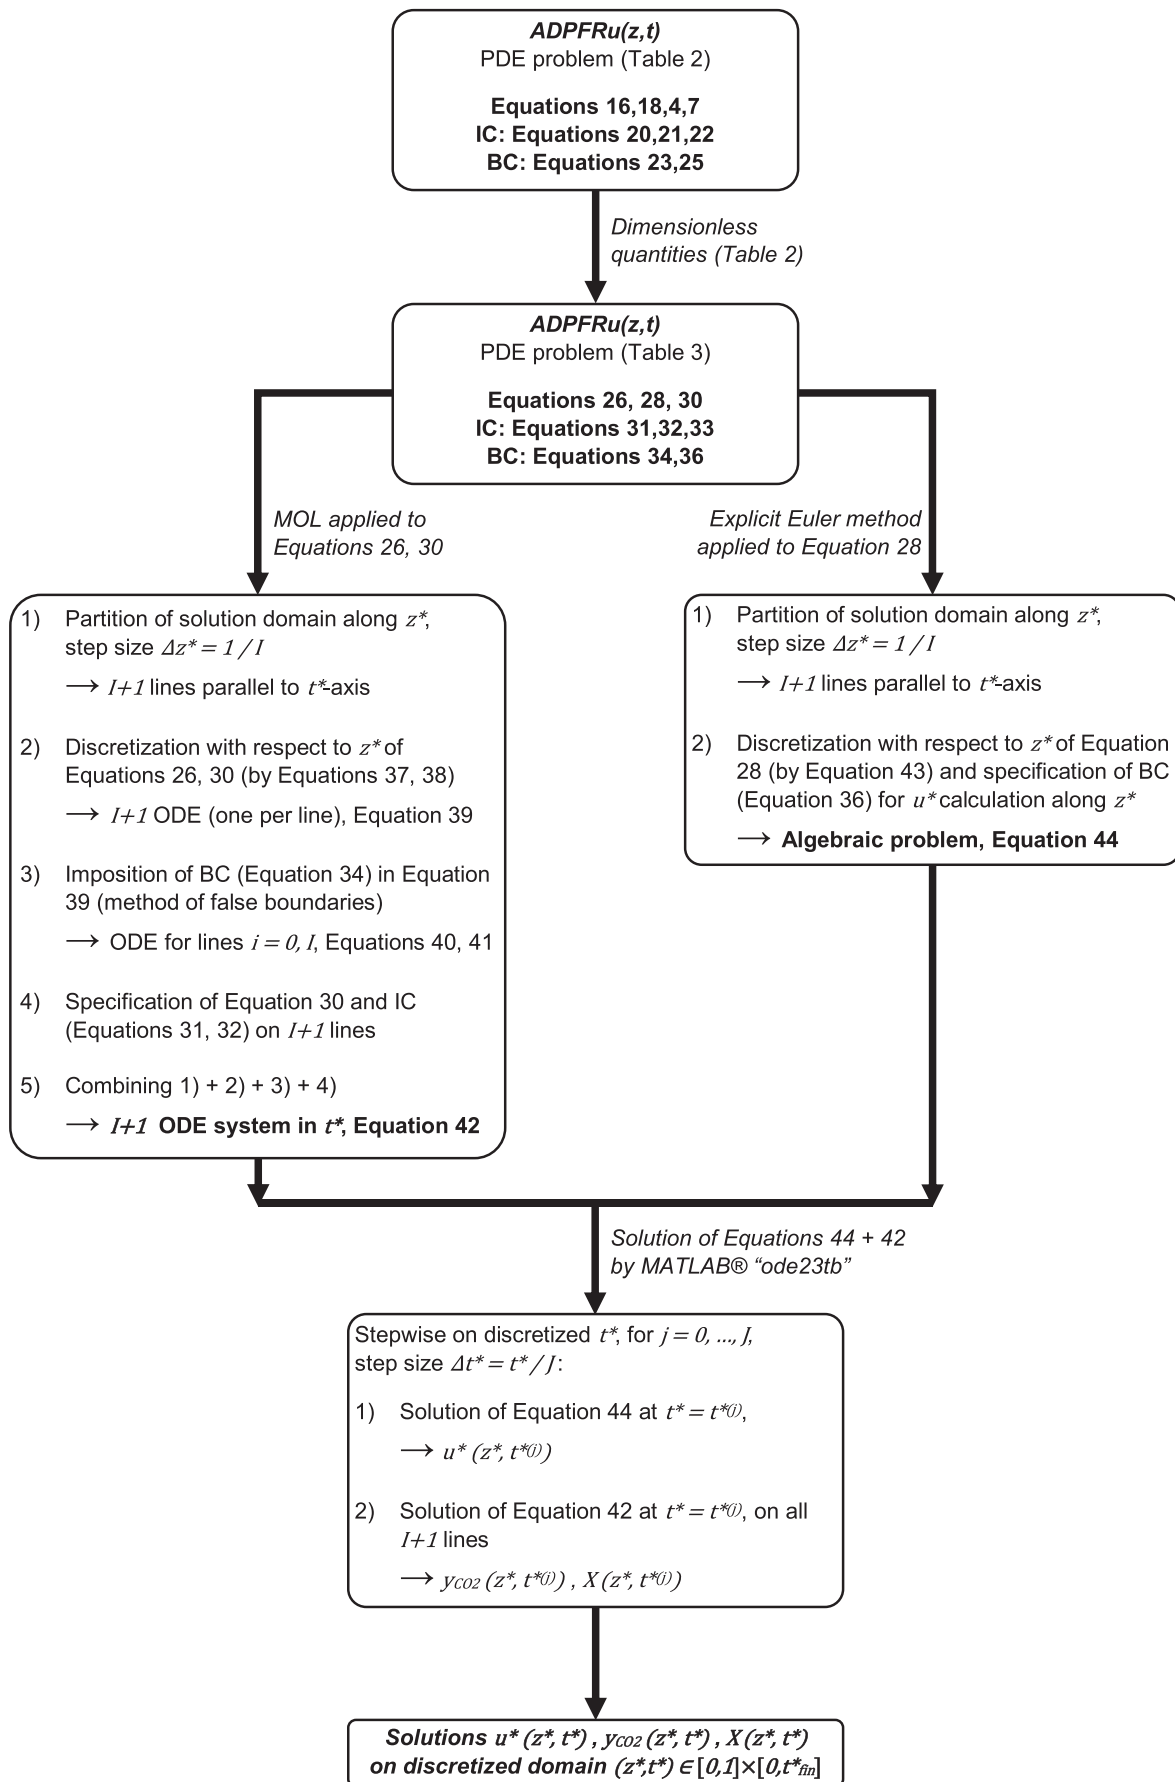 ADPFRu(z,t)
PDE problem (Table 2)
Equations 16,18,4,7
IC: Equations 20,21,22
BC: Equations 23,25
Dimensionless
quantities (Table 2)
ADPFRu(z,t)
PDE problem (Table 3)
Equations 26, 28, 30
IC: Equations 31,32,33
BC: Equations 34,36
MOL applied to
Equations 26, 30
Explicit Euler method
applied to Equation 28
1) Partition of solution domain along z*,
step size Δz* = 1 / I
→ I+1 lines parallel to t*-axis
2) Discretization with respect to z* of
Equations 26, 30 (by Equations 37, 38)
→ I+1 ODE (one per line), Equation 39
3) Imposition of BC (Equation 34) in Equation
39 (method of false boundaries)
→ ODE for lines i = 0, I, Equations 40, 41
4) Specification of Equation 30 and IC
(Equations 31, 32) on I+1 lines
5) Combining 1) + 2) + 3) + 4)
→ I+1 ODE system in t*, Equation 42
1) Partition of solution domain along z*,
step size Δz* = 1 / I
→ I+1 lines parallel to t*-axis
2) Discretization with respect to z* of Equation
28 (by Equation 43) and specification of BC
(Equation 36) for u* calculation along z*
→ Algebraic problem, Equation 44
Solution of Equations 44 + 42
by MATLAB® “ode23tb”
Stepwise on discretized t*, for j = 0, ..., J,
step size Δt* = t* / J :
1) Solution of Equation 44 at t* = t*(j),
→ u* (z*, t*(j))
2) Solution of Equation 42 at t* = t*(j), on all
I+1 lines
→ yCO2 (z*, t*(j)) , X (z*, t*(j))
Solutions u* (z*, t*) , yCO2 (z*, t*) , X (z*, t*)
on discretized domain (z*,t*) ∈ [0,1]×[0,t*fin]